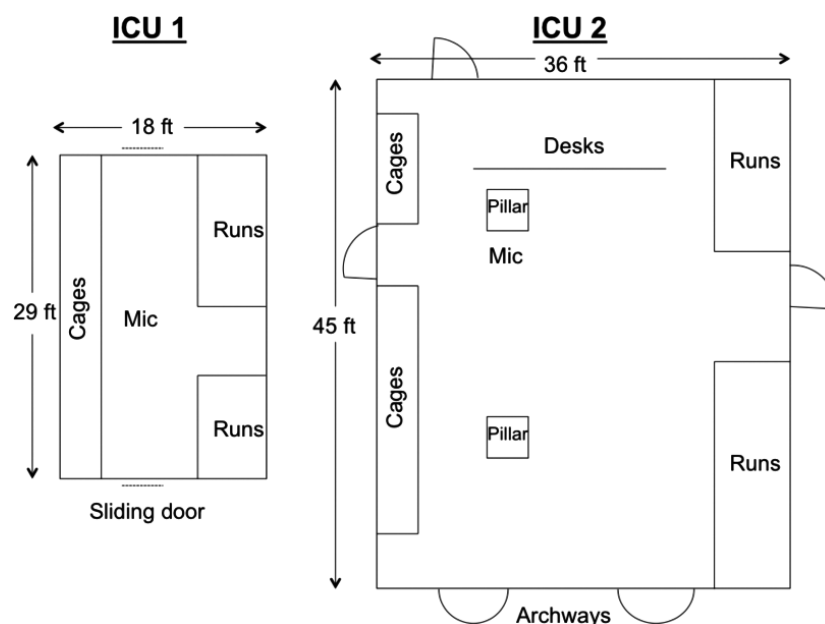 ICU 1
18 ft
29 ft
Cages
Mic
Runs
Runs
Sliding door
ICU 2
36 ft
45 ft
Cages
Desks
Runs
Pillar
Mic
Cages
Pillar
Runs
Archways